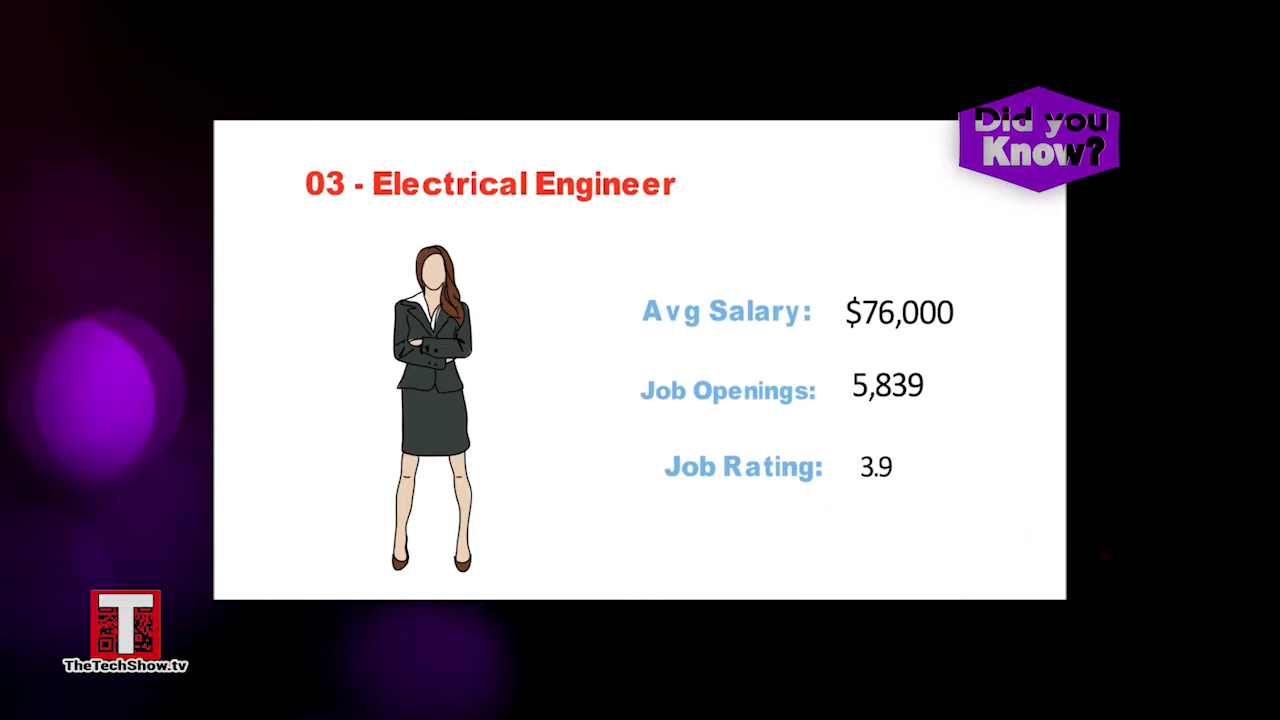 Did you
Know?
03 - Electrical Engineer
Avg Salary: $76,000
Job Openings: 5,839
Job Rating: 3.9
T
TheTechShow.tv